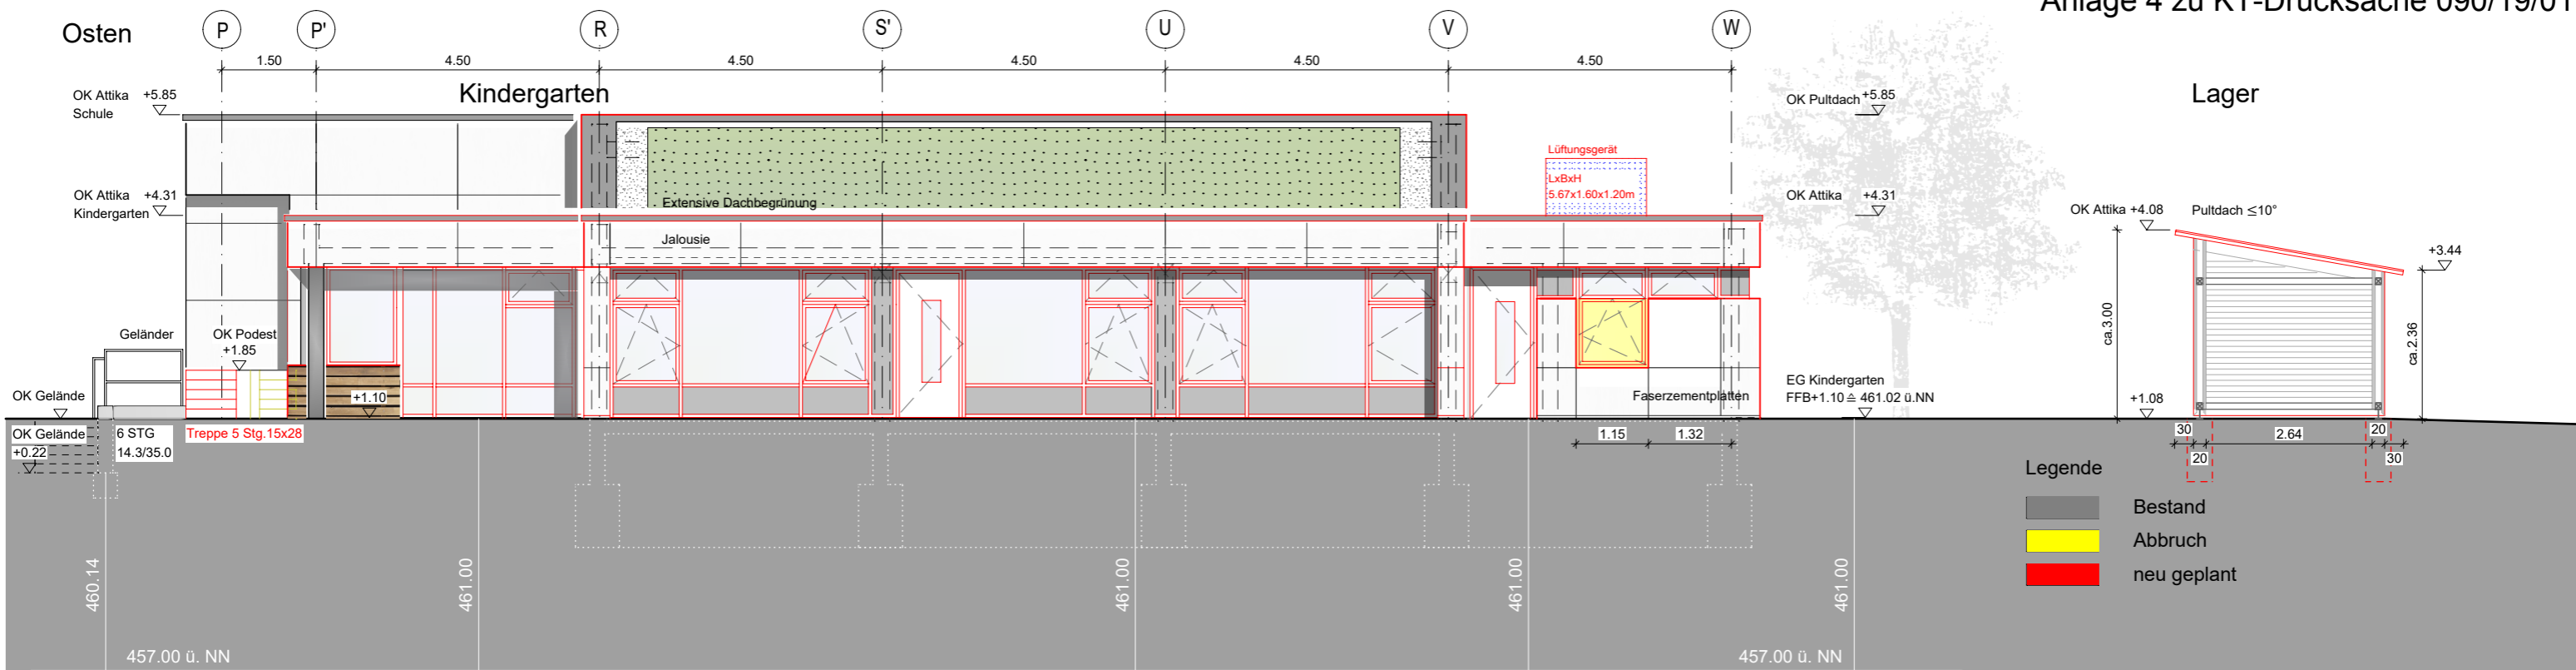 Anlage 4 zu KT-Drucksache 090/19/01
Osten
P
P'
R
S'
U
V
W
1.50
4.50
4.50
4.50
4.50
4.50
Kindergarten
Lager
OK Attika +5.85
Schule
OK Pultdach +5.85
Lüftungsgerät
LxBxH
5.67x1.60x1.20m
OK Attika +4.31
Kindergarten
OK Attika +4.31
Extensive Dachbegrünung
Jalousie
OK Attika +4.08
Pultdach ≤10°
+3.44
ca.3.00
ca.2.36
Geländer
OK Podest
+1.85
OK Gelände
+1.10
Faserzementplatten
EG Kindergarten
FFB+1.10≙ 461.02 ü.NN
+1.08
OK Gelände
+0.22
6 STG
14.3/35.0
Treppe 5 Stg.15x28
1.15
1.32
30
20
2.64
20
30
Legende
Bestand
Abbruch
neu geplant
460.14
461.00
461.00
461.00
461.00
457.00 ü. NN
457.00 ü. NN